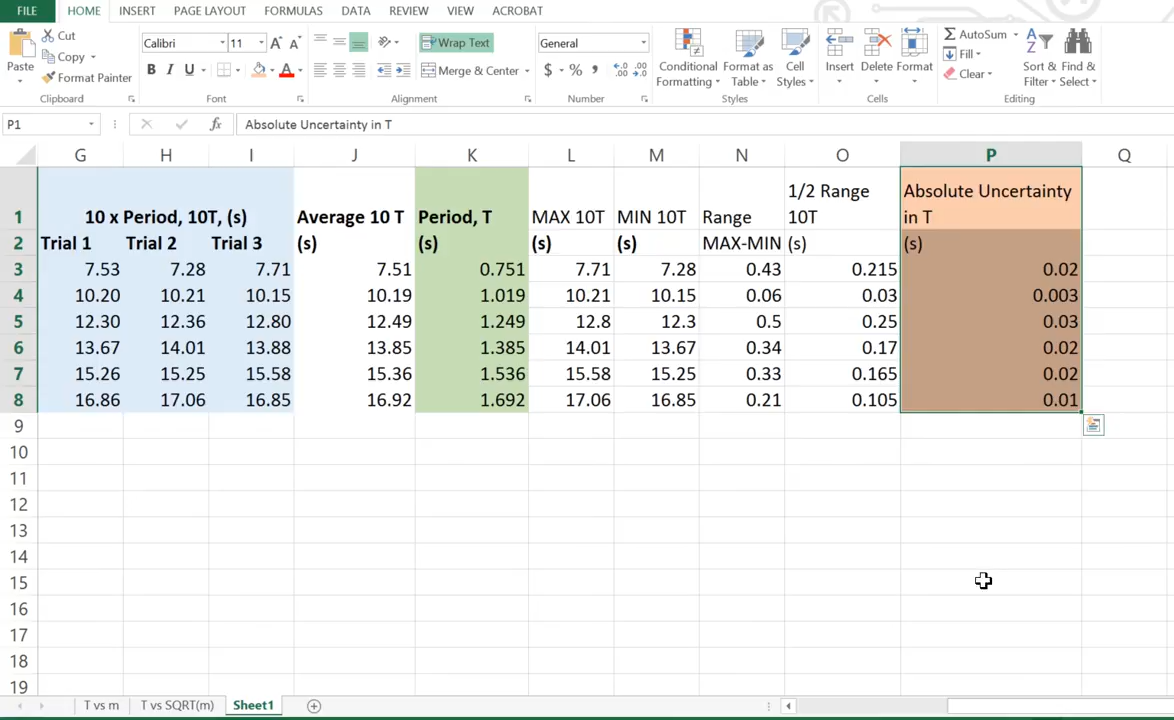 FILE HOME INSERT PAGE LAYOUT FORMULAS DATA REVIEW VIEW ACROBAT
Paste
Cut
Copy
Format Painter
Clipboard
Calibri 11 A A
B I U A
Font
Wrap Text
Merge & Center
Alignment
General
$ % , .00 .0 .00
Number
Conditional Formatting
Format as Table
Cell Styles
Styles
Insert Delete Format
Cells
AutoSum
Fill
Clear
Sort & Filter
Find & Select
Editing
P1 fx Absolute Uncertainty in T
G H I J K L M N O P Q
1 10 x Period, 10T, (s) Average 10 T Period, T MAX 10T MIN 10T Range 1/2 Range 10T Absolute Uncertainty in T
2 Trial 1 Trial 2 Trial 3 (s) (s) (s) (s) MAX-MIN (s) (s)
3 7.53 7.28 7.71 7.51 0.751 7.71 7.28 0.43 0.215 0.02
4 10.20 10.21 10.15 10.19 1.019 10.21 10.15 0.06 0.03 0.003
5 12.30 12.36 12.80 12.49 1.249 12.8 12.3 0.5 0.25 0.03
6 13.67 14.01 13.88 13.85 1.385 14.01 13.67 0.34 0.17 0.02
7 15.26 15.25 15.58 15.36 1.536 15.58 15.25 0.33 0.165 0.02
8 16.86 17.06 16.85 16.92 1.692 17.06 16.85 0.21 0.105 0.01
9
10
11
12
13
14
15
16
17
18
19
T vs m T vs SQRT(m) Sheet1